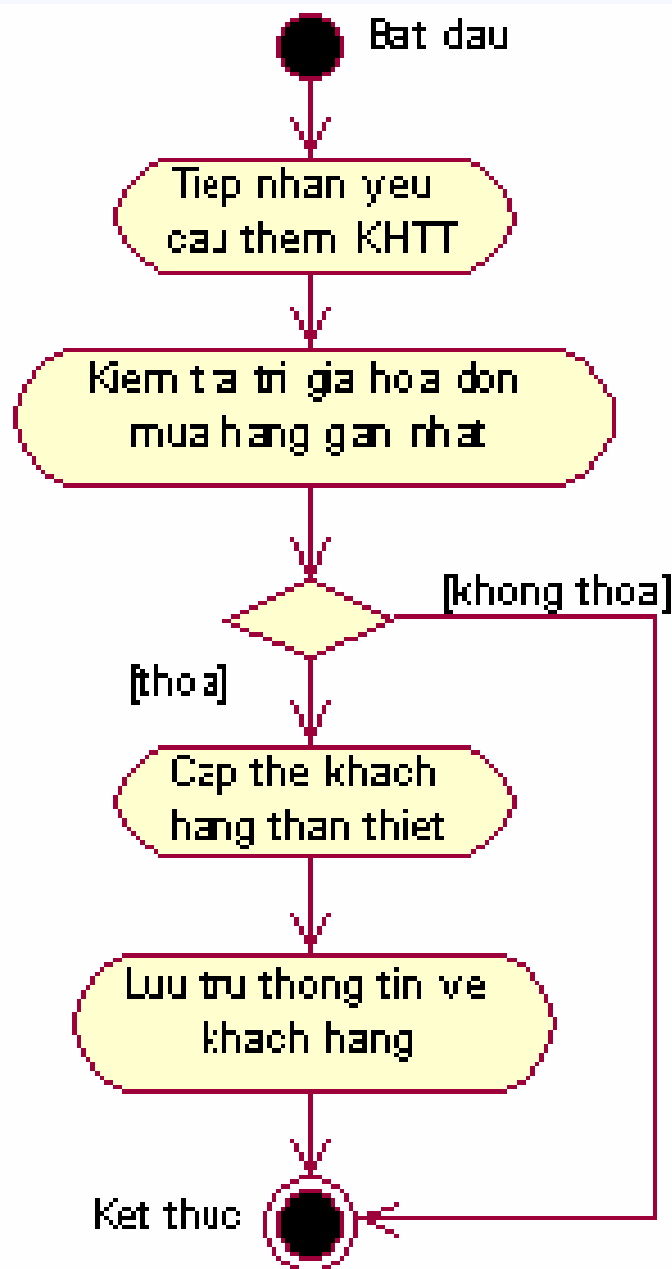 Bat dau
Tiep nhan yeu
cau them KHTT
Kiem tra tri gia hoa don
mua hang gan nhat
[khong thoa]
[thoa]
Cap the khach
hang than thiet
Luu tru thong tin ve
khach hang
Ket thuc